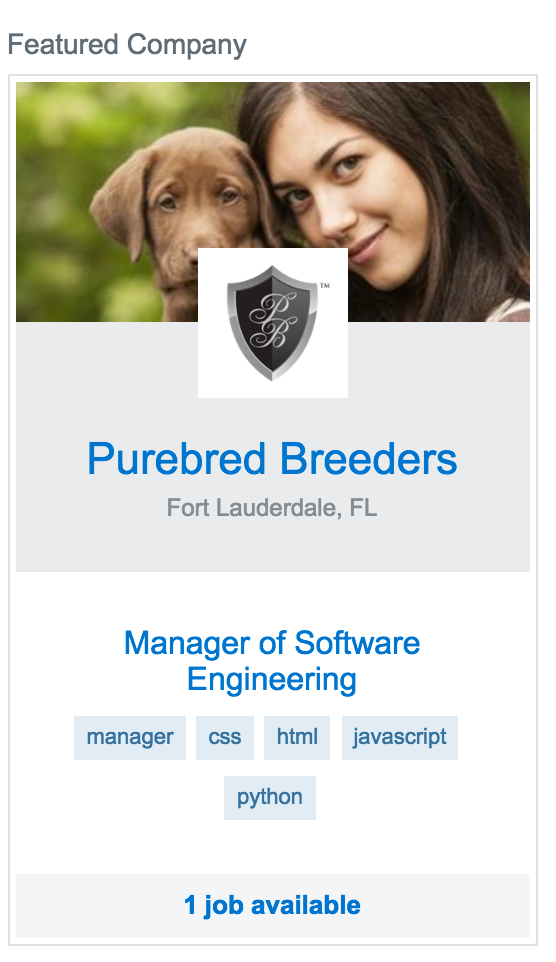 Featured Company
PB
TM
Purebred Breeders
Fort Lauderdale, FL
Manager of Software
Engineering
manager css html javascript
python
1 job available